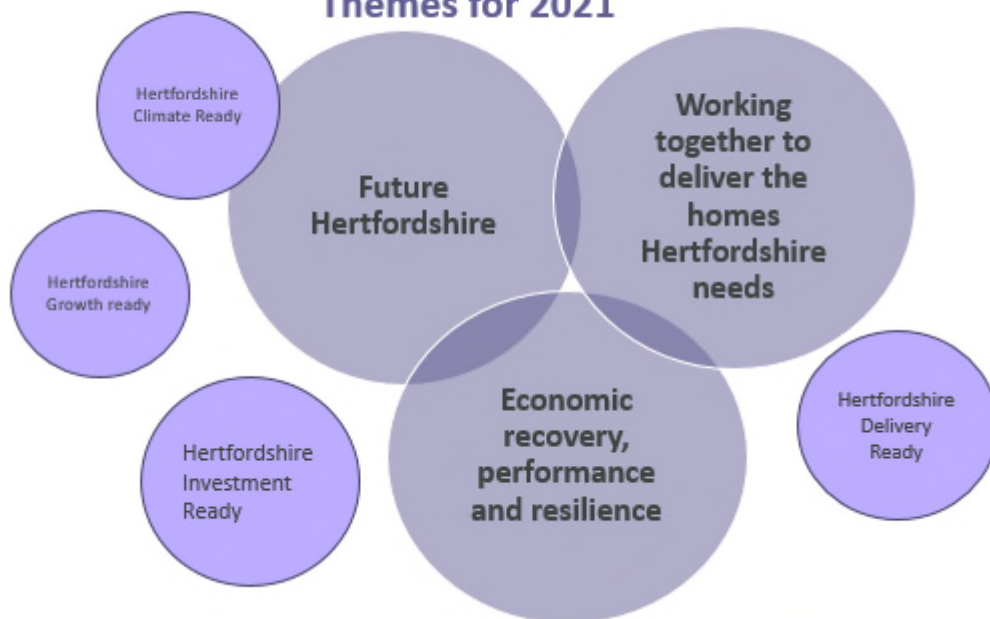 Themes for 2021
Hertfordshire
Climate Ready
Future
Hertfordshire
Working
together to
deliver the
homes
Hertfordshire
needs
Hertfordshire
Growth ready
Economic
recovery,
performance
and resilience
Hertfordshire
Investment
Ready
Hertfordshire
Delivery
Ready